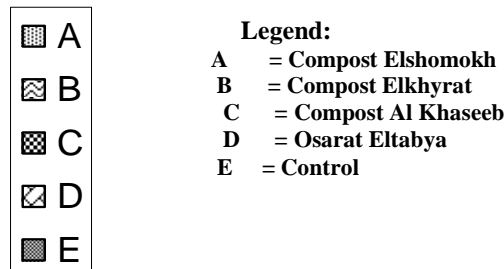 A
B
C
D
E
Legend:
A = Compost Elshomokh
B = Compost Elkhyrat
C = Compost Al Khaseeb
D = Osarat Eltabya
E = Control